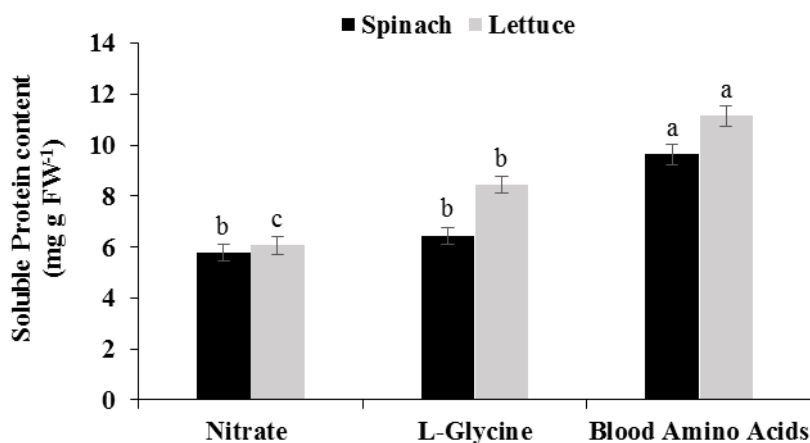 Spinach Lettuce
Soluble Protein content
(mg g FW-1)
14
12
10
8
6
4
2
0
b c
b b
a a
Nitrate L-Glycine Blood Amino Acids